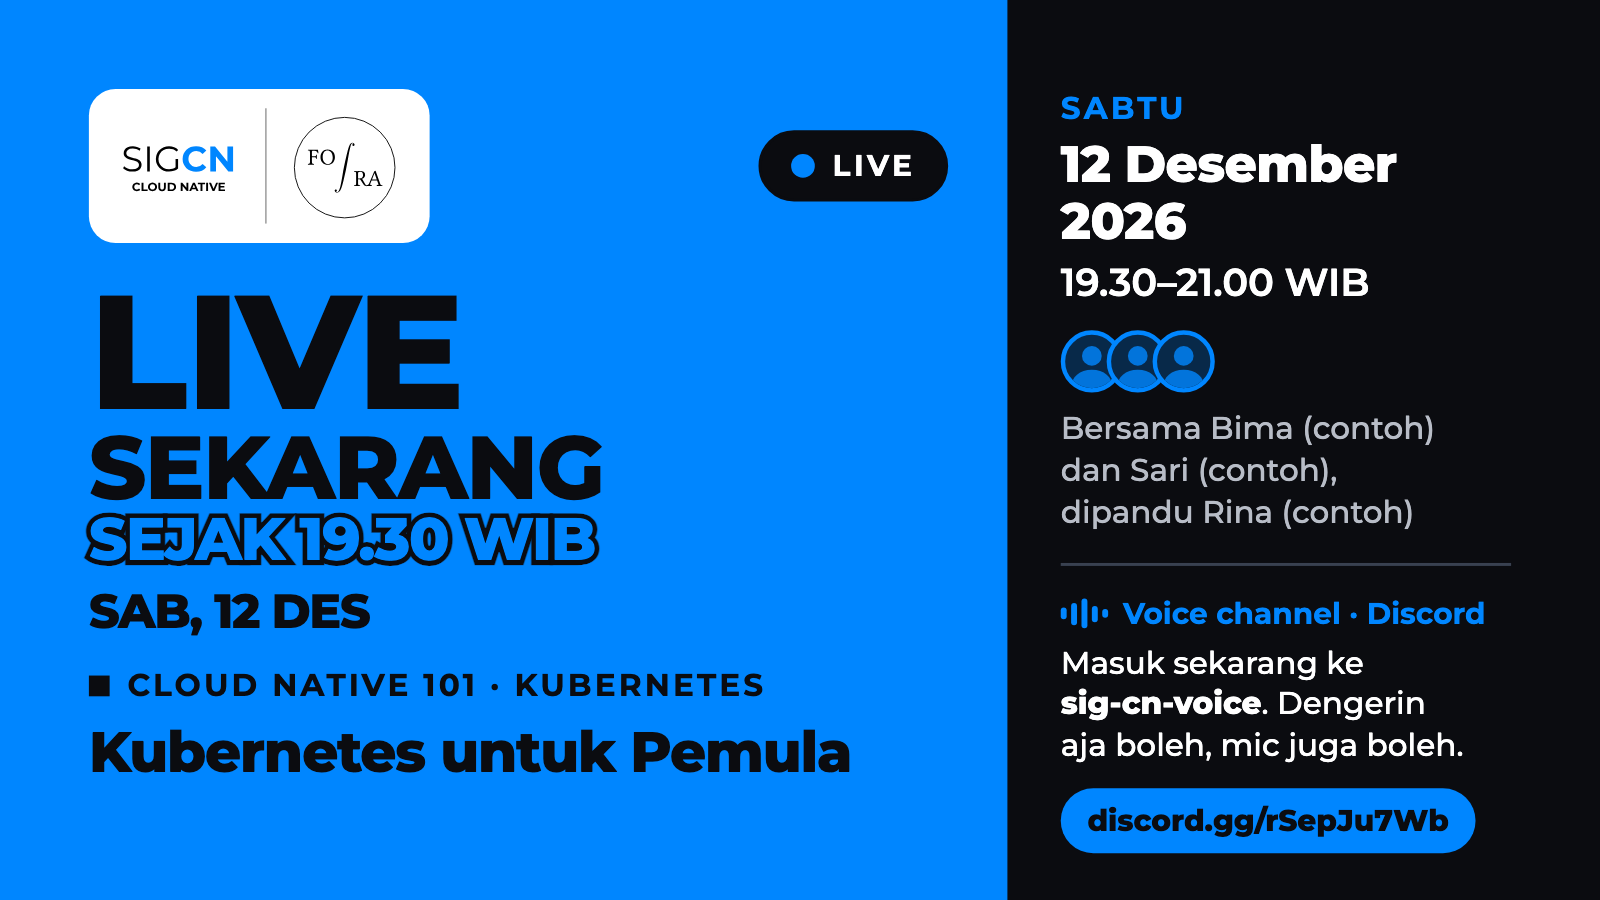 SIGCN
CLOUD NATIVE
FO
RA
LIVE
LIVE
SEKARANG
SEJAK 19.30 WIB
SAB, 12 DES
CLOUD NATIVE 101 · KUBERNETES
Kubernetes untuk Pemula
SABTU
12 Desember
2026
19.30–21.00 WIB
Bersama Bima (contoh)
dan Sari (contoh),
dipandu Rina (contoh)
Voice channel · Discord
Masuk sekarang ke
sig-cn-voice. Dengerin
aja boleh, mic juga boleh.
discord.gg/rSepJu7Wb